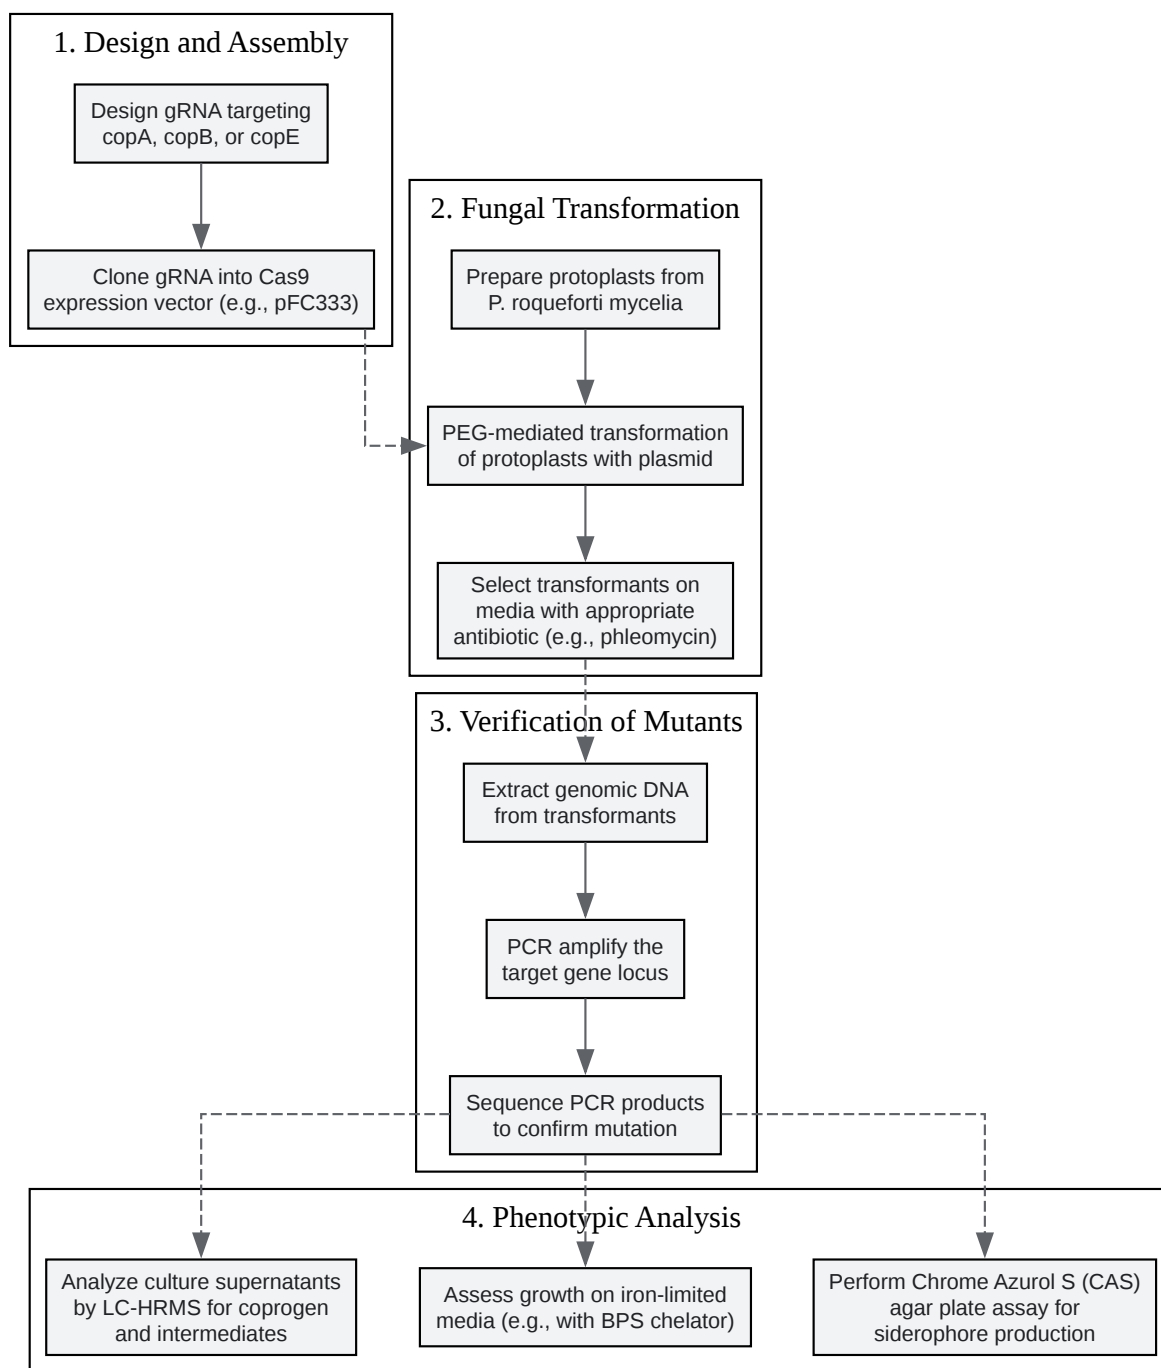 1. Design and Assembly
Design gRNA targeting
copA, copB, or copE
Clone gRNA into Cas9
expression vector (e.g., pFC333)
2. Fungal Transformation
Prepare protoplasts from
P. roqueforti mycelia
PEG-mediated transformation
of protoplasts with plasmid
Select transformants on
media with appropriate
antibiotic (e.g., phleomycin)
3. Verification of Mutants
Extract genomic DNA
from transformants
PCR amplify the
target gene locus
Sequence PCR products
to confirm mutation
4. Phenotypic Analysis
Analyze culture supernatants
by LC-HRMS for coprogen
and intermediates
Assess growth on iron-limited
media (e.g., with BPS chelator)
Perform Chrome Azurol S (CAS)
agar plate assay for
siderophore production